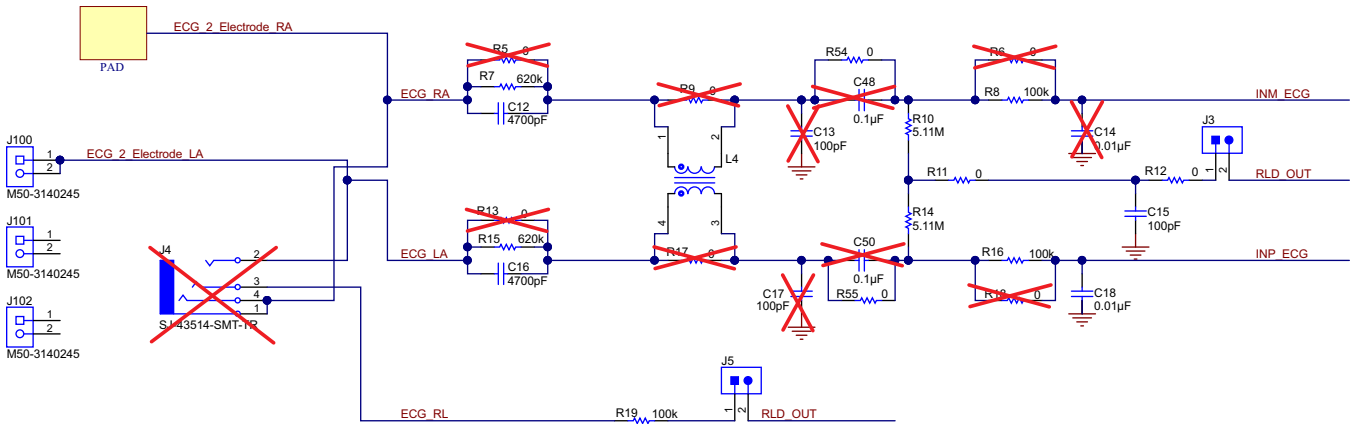 ECG_2_Electrode_RA
PAD
R5 0
R7 620k
C12
4700pF
ECG_RA
R9 0
1
2
L4
4
3
R54 0
C48
0.1µF
C13
100pF
R6 0
R8 100k
C14
0.01µF
INM_ECG
R10
5.11M
R11 0
R12 0
J3
1
2
RLD_OUT
C15
100pF
R14
5.11M
J100
1
2
M50-3140245
ECG_2_Electrode_LA
J101
1
2
M50-3140245
J102
1
2
M50-3140245
J4
2
3
4
1
SJ-43514-SMT-TR
R13 0
R15 620k
C16
4700pF
ECG_LA
R17 0
C17
100pF
C50
0.1µF
R55 0
R16 100k
R18 0
C18
0.01µF
INP_ECG
ECG_RL
R19 100k
J5
1
2
RLD_OUT